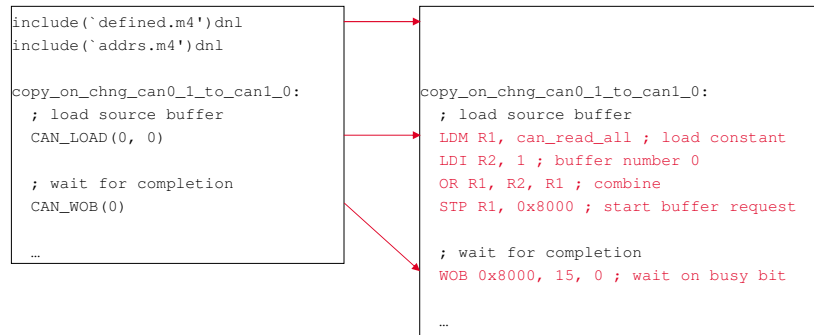 include(`defined.m4')dnl
include(`addrs.m4')dnl
copy_on_chng_can0_1_to_can1_0:
; load source buffer
CAN_LOAD(0, 0)
; wait for completion
CAN_WOB(0)
…
copy_on_chng_can0_1_to_can1_0:
; load source buffer
LDM R1, can_read_all ; load constant
LDI R2, 1 ; buffer number 0
OR R1, R2, R1 ; combine
STP R1, 0x8000 ; start buffer request
; wait for completion
WOB 0x8000, 15, 0 ; wait on busy bit
…